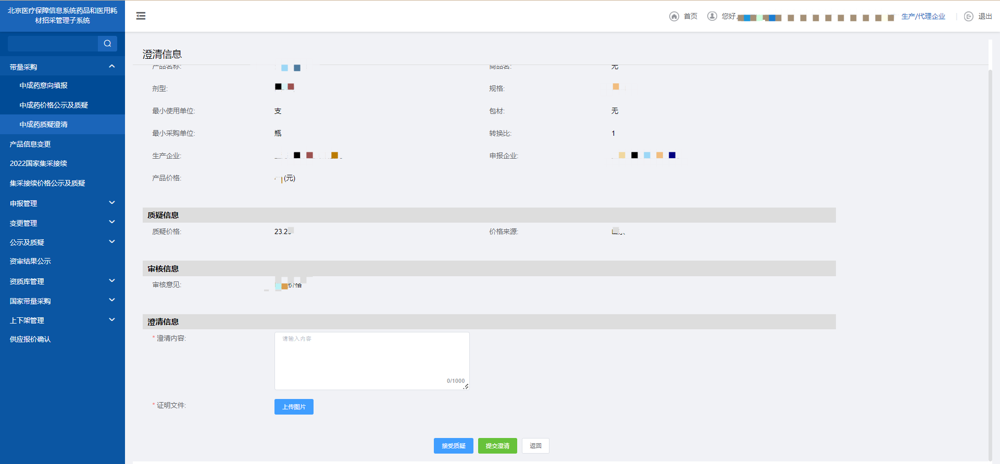 北京医疗保障信息系统药品和医用耗
材招采管理子系统
首页
您好,
生产/代理企业
退出
带量采购
中成药意向填报
中成药价格公示及质疑
中成药质疑澄清
产品信息变更
2022国家集采接续
集采接续价格公示及质疑
申报管理
变更管理
公示及质疑
资审结果公示
资质库管理
国家带量采购
上下架管理
供应报价确认
澄清信息
产品名称:
商品名: 无
剂型:
规格:
最小使用单位: 支
包材: 无
最小采购单位: 瓶
转换比: 1
生产企业:
申报企业:
产品价格: (元)
质疑信息
质疑价格: 23.2
价格来源:
审核信息
审核意见: 价格
澄清信息
* 澄清内容:
请输入内容
0/1000
* 证明文件:
上传图片
接受质疑
提交澄清
返回